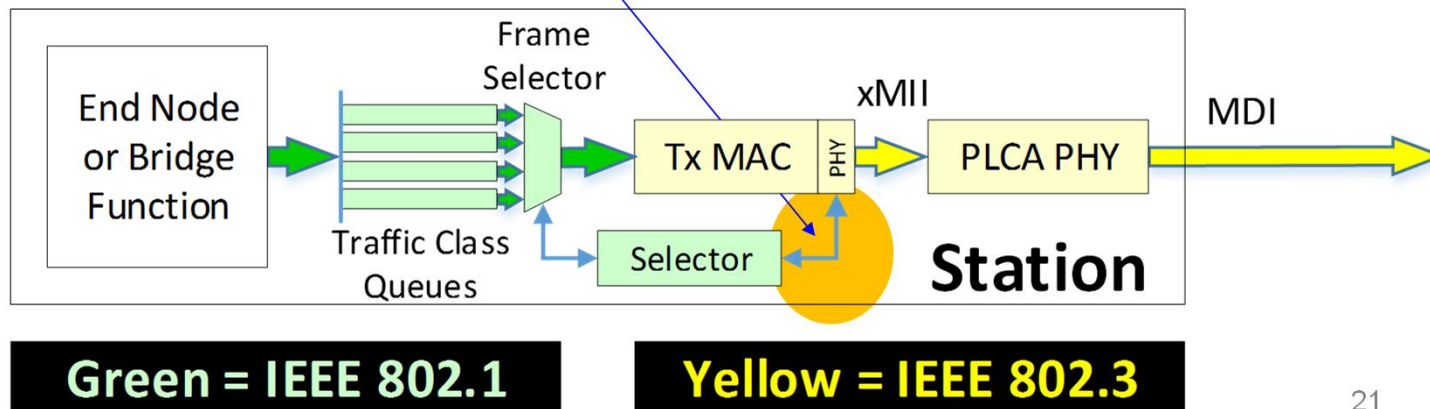 End Node
or Bridge
Function
Traffic Class
Queues
Frame
Selector
Selector
Tx MAC
PHY
xMII
PLCA PHY
MDI
Station
Green = IEEE 802.1
Yellow = IEEE 802.3
21